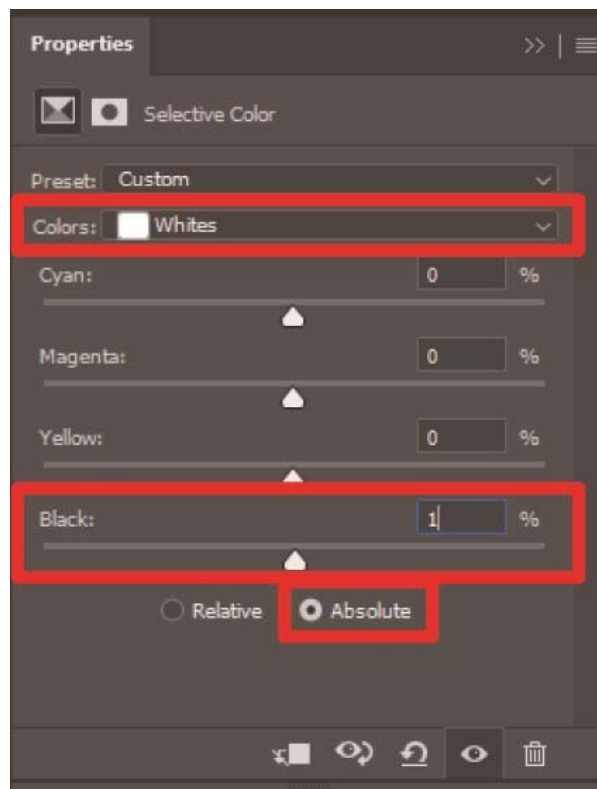 Properties
Selective Color
Preset: Custom
Colors: Whites
Cyan: 0 %
Magenta: 0 %
Yellow: 0 %
Black: 1 %
Relative Absolute